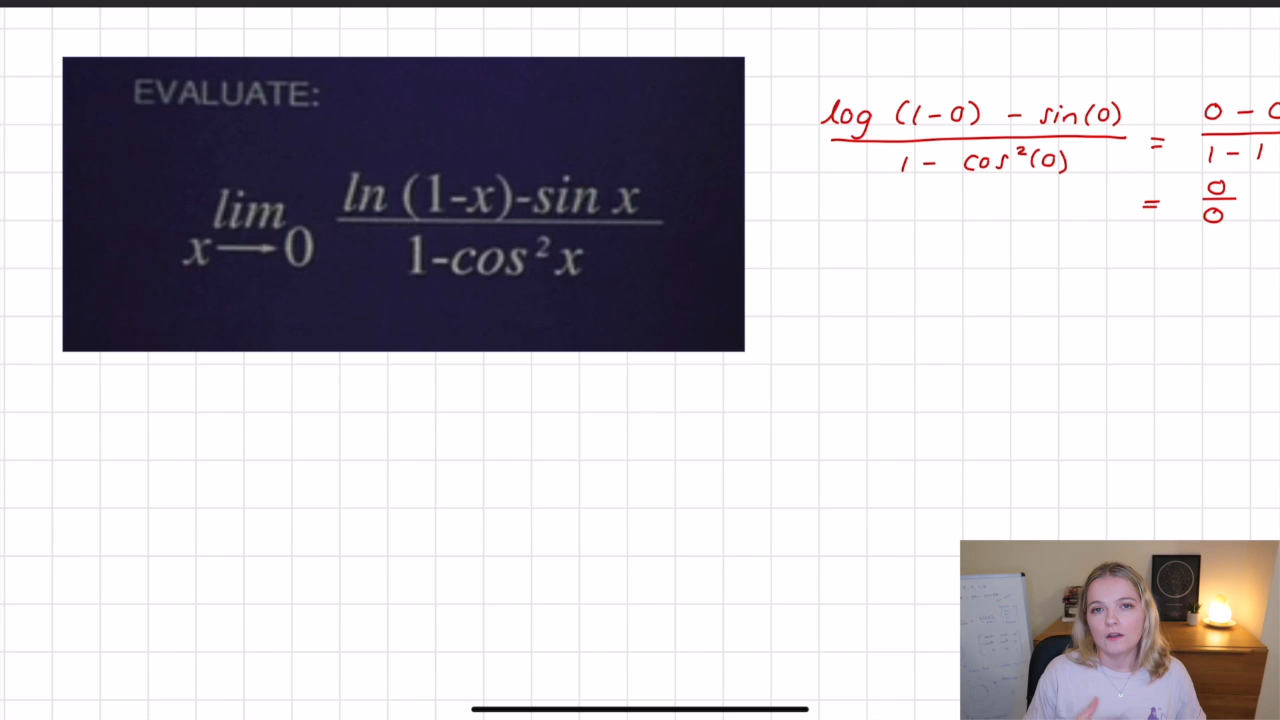 EVALUATE:
lim x→0 ln (1-x)-sin x / 1-cos²x
log (1-0) - sin(0) / 1 - cos²(0) = 0 - 0 / 1 - 1
= 0 / 0